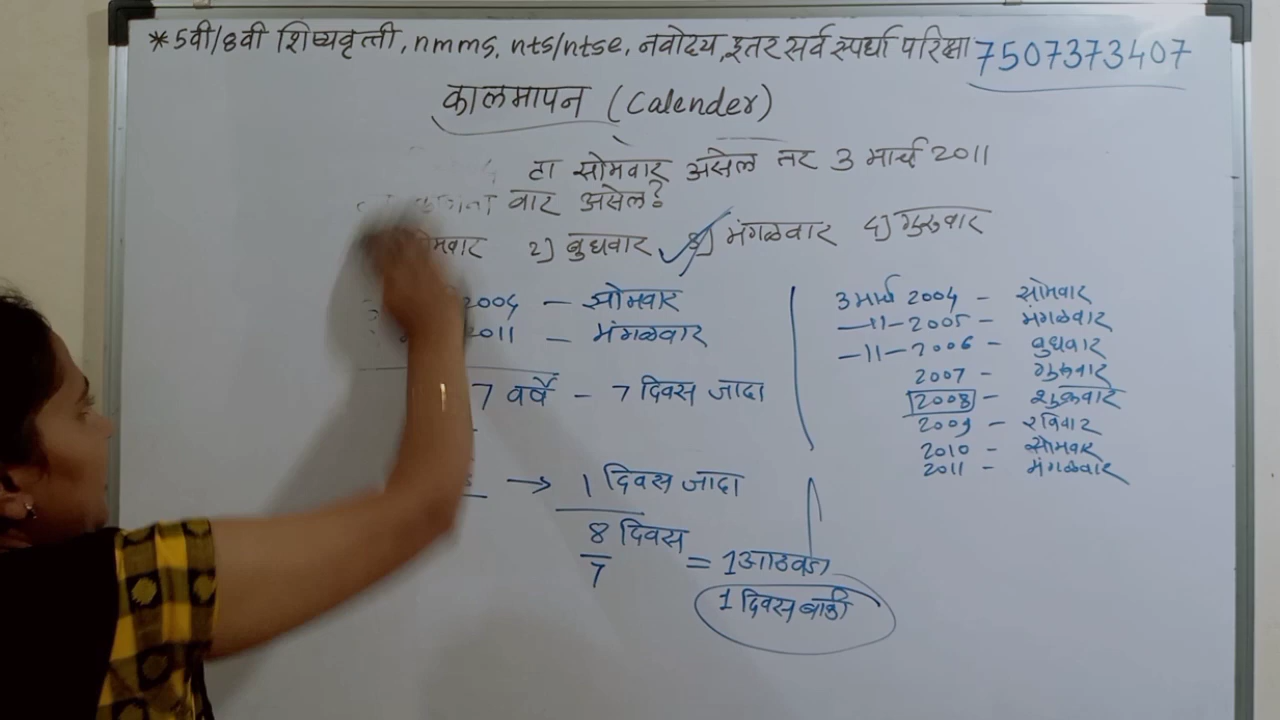 *5वी/8वी शिष्यवृत्ती, nmms, nts/ntse, नवोदय, इतर सर्व स्पर्धा परिक्षा 7507373407
कालमापन (Calender)
हा सोमवार असेल तर 3 मार्च 2011
वार असेल?
2) बुधवार 3) मंगळवार 4) गुरुवार
2004 – सोमवार
2011 – मंगळवार
7 वर्षे – 7 दिवस जादा
→ 1 दिवस जादा
8 दिवस
7
= 1 आठवडा
1 दिवस बाकी
3 मार्च 2004 – सोमवार
–11– 2005 – मंगळवार
–11– 2006 – बुधवार
2007 – गुरुवार
2008 – शुक्रवार
2009 – रविवार
2010 – सोमवार
2011 – मंगळवार